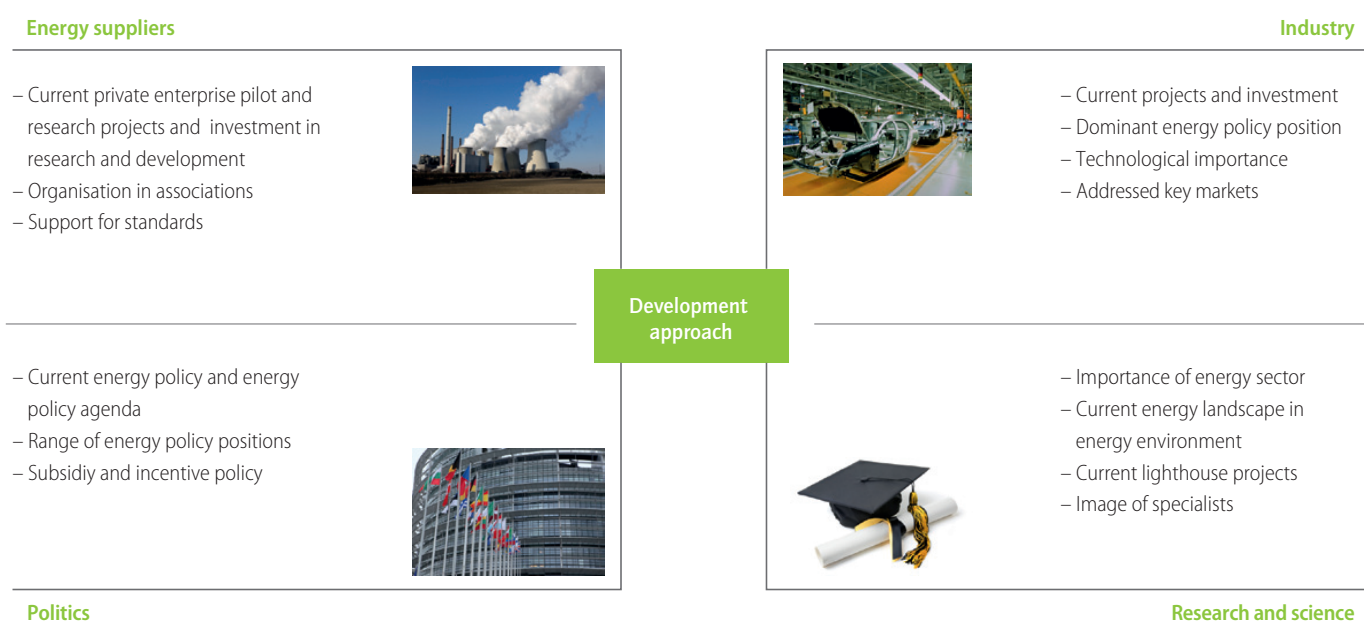 Energy suppliers
– Current private enterprise pilot and
research projects and investment in
research and development
– Organisation in associations
– Support for standards
Industry
– Current projects and investment
– Dominant energy policy position
– Technological importance
– Addressed key markets
Development
approach
– Current energy policy and energy
policy agenda
– Range of energy policy positions
– Subsidiy and incentive policy
Politics
– Importance of energy sector
– Current energy landscape in
energy environment
– Current lighthouse projects
– Image of specialists
Research and science